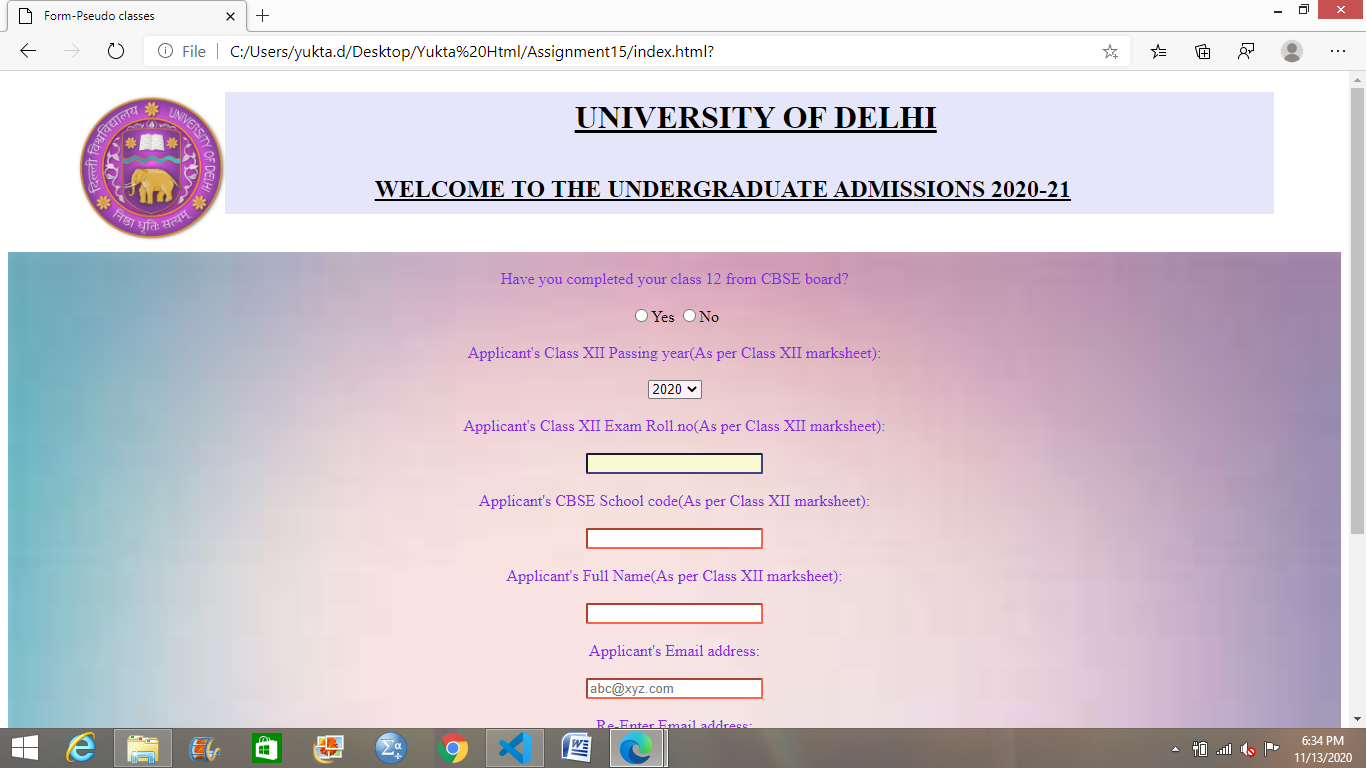 Form-Pseudo classes
File
C:/Users/yukta.d/Desktop/Yukta%20Html/Assignment15/index.html?
दिल्ली विश्वविद्यालय
UNIVERSITY OF DELHI
निष्ठा धृतिः सत्यम्
UNIVERSITY OF DELHI
WELCOME TO THE UNDERGRADUATE ADMISSIONS 2020-21
Have you completed your class 12 from CBSE board?
Yes No
Applicant's Class XII Passing year(As per Class XII marksheet):
2020
Applicant's Class XII Exam Roll.no(As per Class XII marksheet):
Applicant's CBSE School code(As per Class XII marksheet):
Applicant's Full Name(As per Class XII marksheet):
Applicant's Email address:
abc@xyz.com
Re-Enter Email address:
6:34 PM
11/13/2020